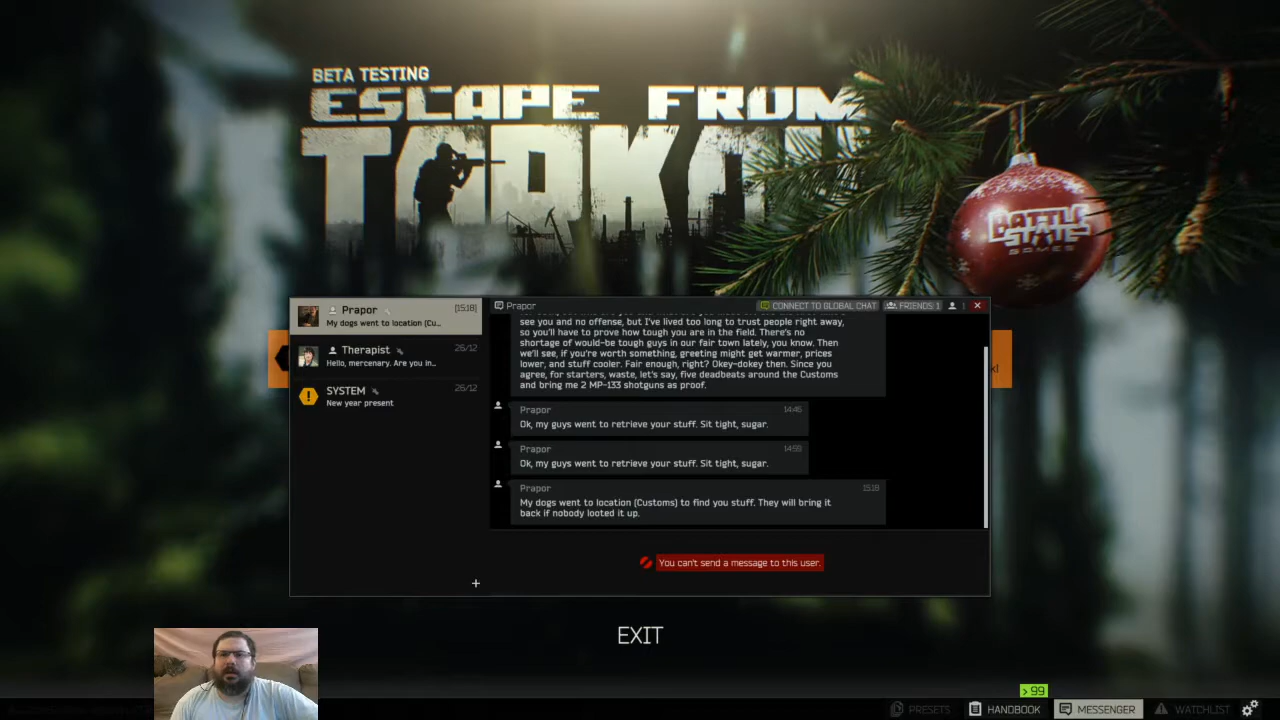 BETA TESTING
ESCAPE FROM
TARKOV
BATTLE
STATE
GAMES
Prapor
[15:18]
My dogs went to location (Cu...
Therapist
26/12
Hello, mercenary. Are you in...
SYSTEM
26/12
New year present
Prapor
CONNECT TO GLOBAL CHAT
FRIENDS: 1
see you and no offense, but I've lived too long to trust people right away,
so you'll have to prove how tough you are in the field. There's no
shortage of would-be tough guys in our fair town lately, you know. Then
we'll see, if you're worth something, greeting might get warmer, prices
lower, and stuff cooler. Fair enough, right? Okey-dokey then. Since you
agree, for starters, waste, let's say, five deadbeats around the Customs
and bring me 2 MP-133 shotguns as proof.
Prapor
Ok, my guys went to retrieve your stuff. Sit tight, sugar.
Prapor
14:59
Ok, my guys went to retrieve your stuff. Sit tight, sugar.
Prapor
15:18
My dogs went to location (Customs) to find you stuff. They will bring it
back if nobody looted it up.
You can't send a message to this user.
+
EXIT
>99
PRESETS
HANDBOOK
MESSENGER
WATCHLIST